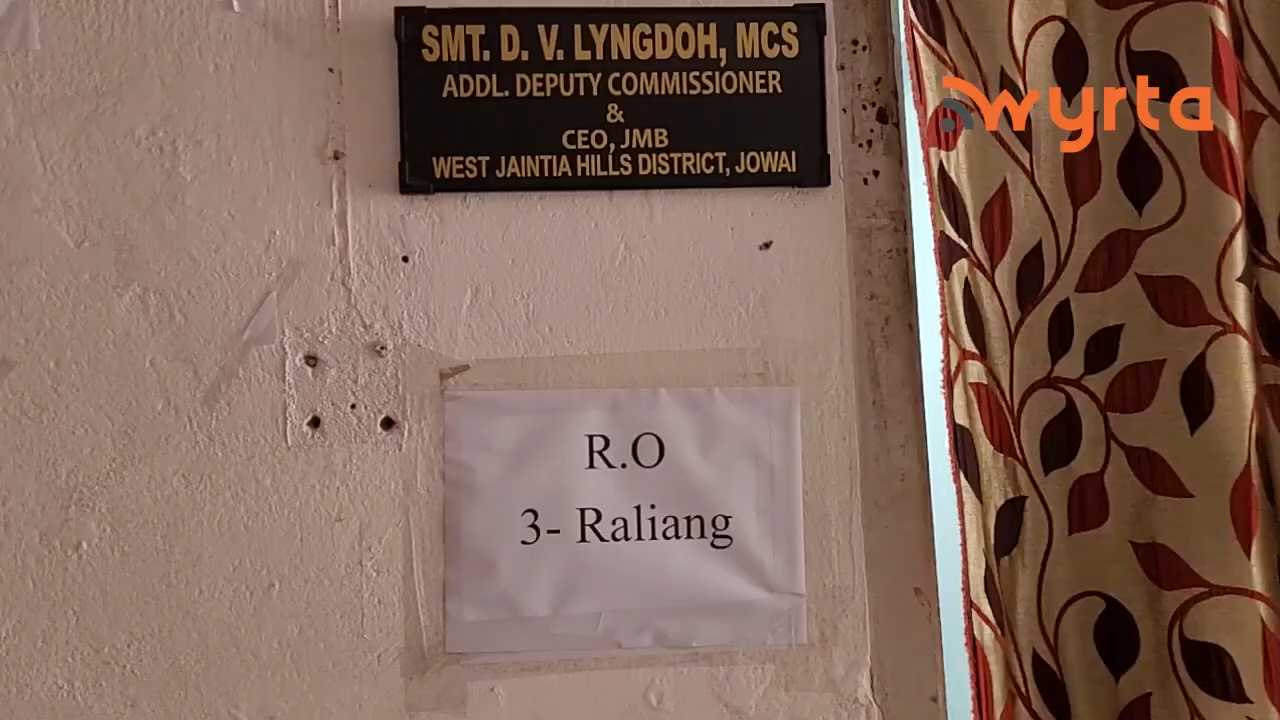 SMT. D. V. LYNGDOH, MCS
ADDL. DEPUTY COMMISSIONER
&
CEO, JMB
WEST JAINTIA HILLS DISTRICT, JOWAI
wyrta
R.O
3- Raliang